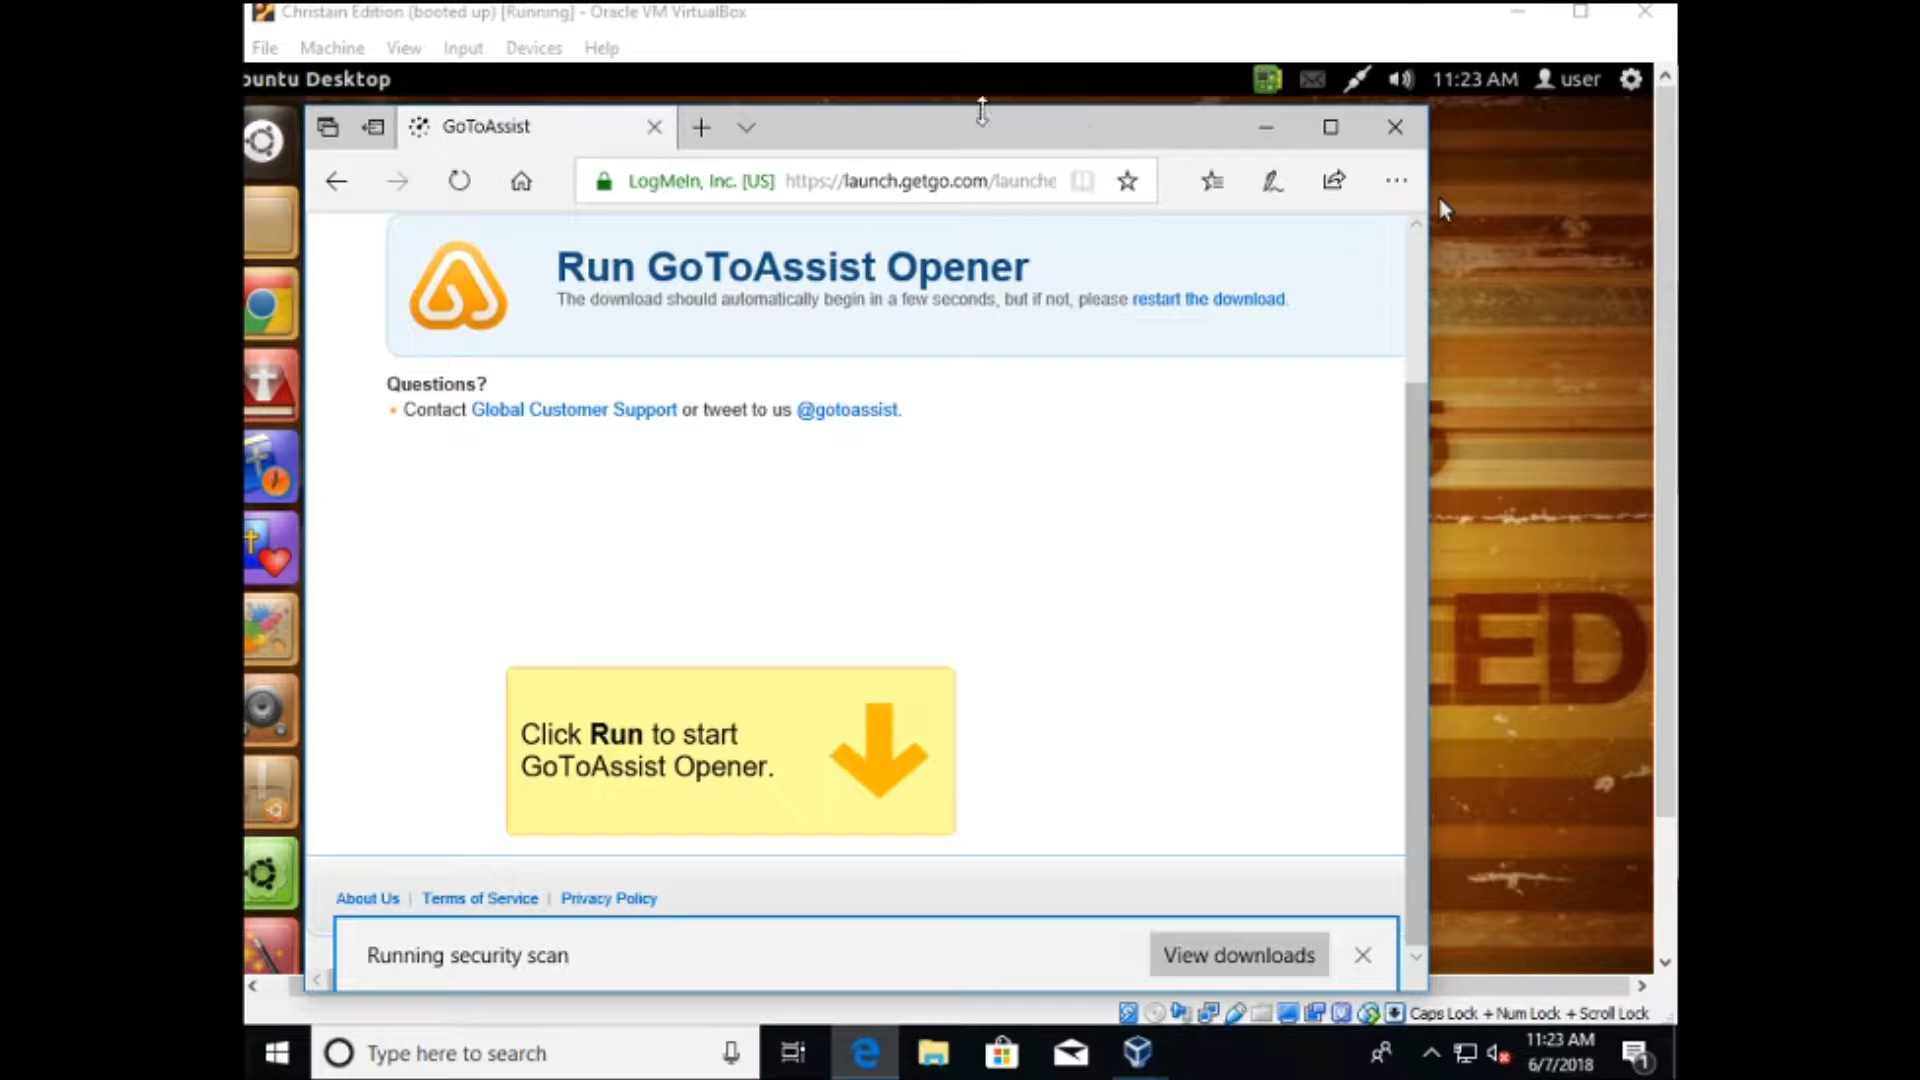 Christain Edition (booted up) [Running] - Oracle VM VirtualBox
File Machine View Input Devices Help
buntu Desktop
11:23 AM user
GoToAssist
LogMeIn, Inc. [US] https://launch.getgo.com/launche
Run GoToAssist Opener
The download should automatically begin in a few seconds, but if not, please restart the download.
Questions?
• Contact Global Customer Support or tweet to us @gotoassist.
LED
Click Run to start
GoToAssist Opener.
About Us | Terms of Service | Privacy Policy
Running security scan
View downloads
Caps Lock + Num Lock + Scroll Lock
Type here to search
11:23 AM
6/7/2018
1